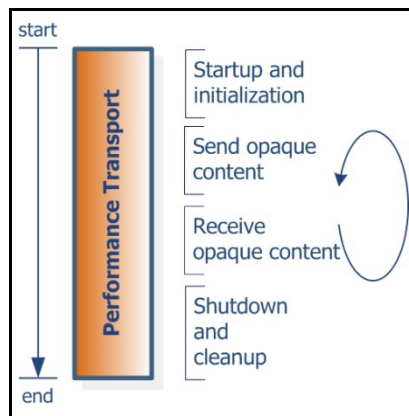 start
Performance Transport
Startup and
initialization
Send opaque
content
Receive
opaque content
Shutdown
and
cleanup
end